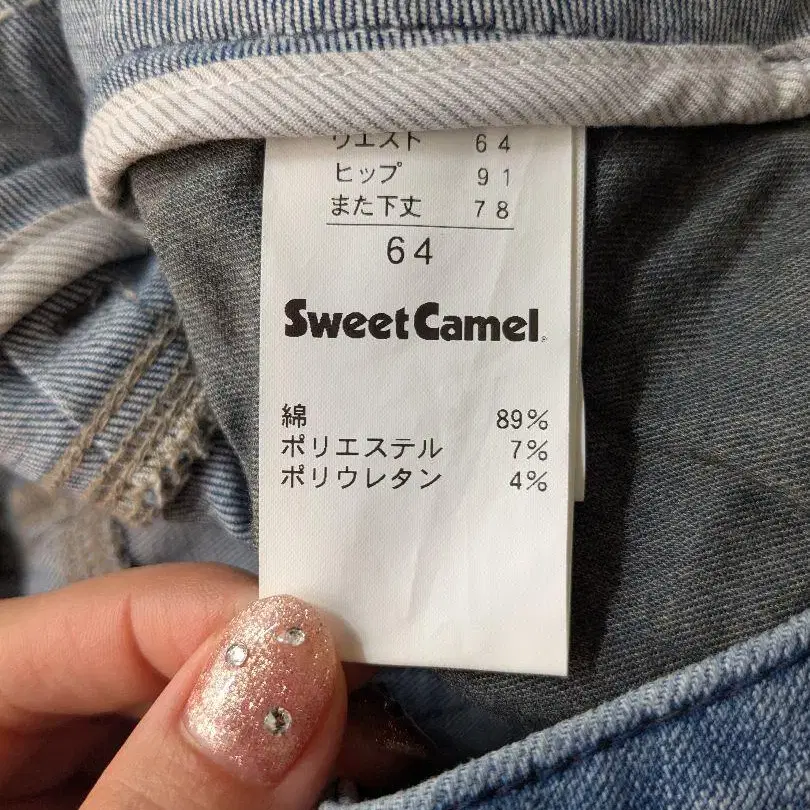 ウエスト 64
ヒップ 91
また下丈 78
64
SweetCamel
綿 89%
ポリエステル 7%
ポリウレタン 4%